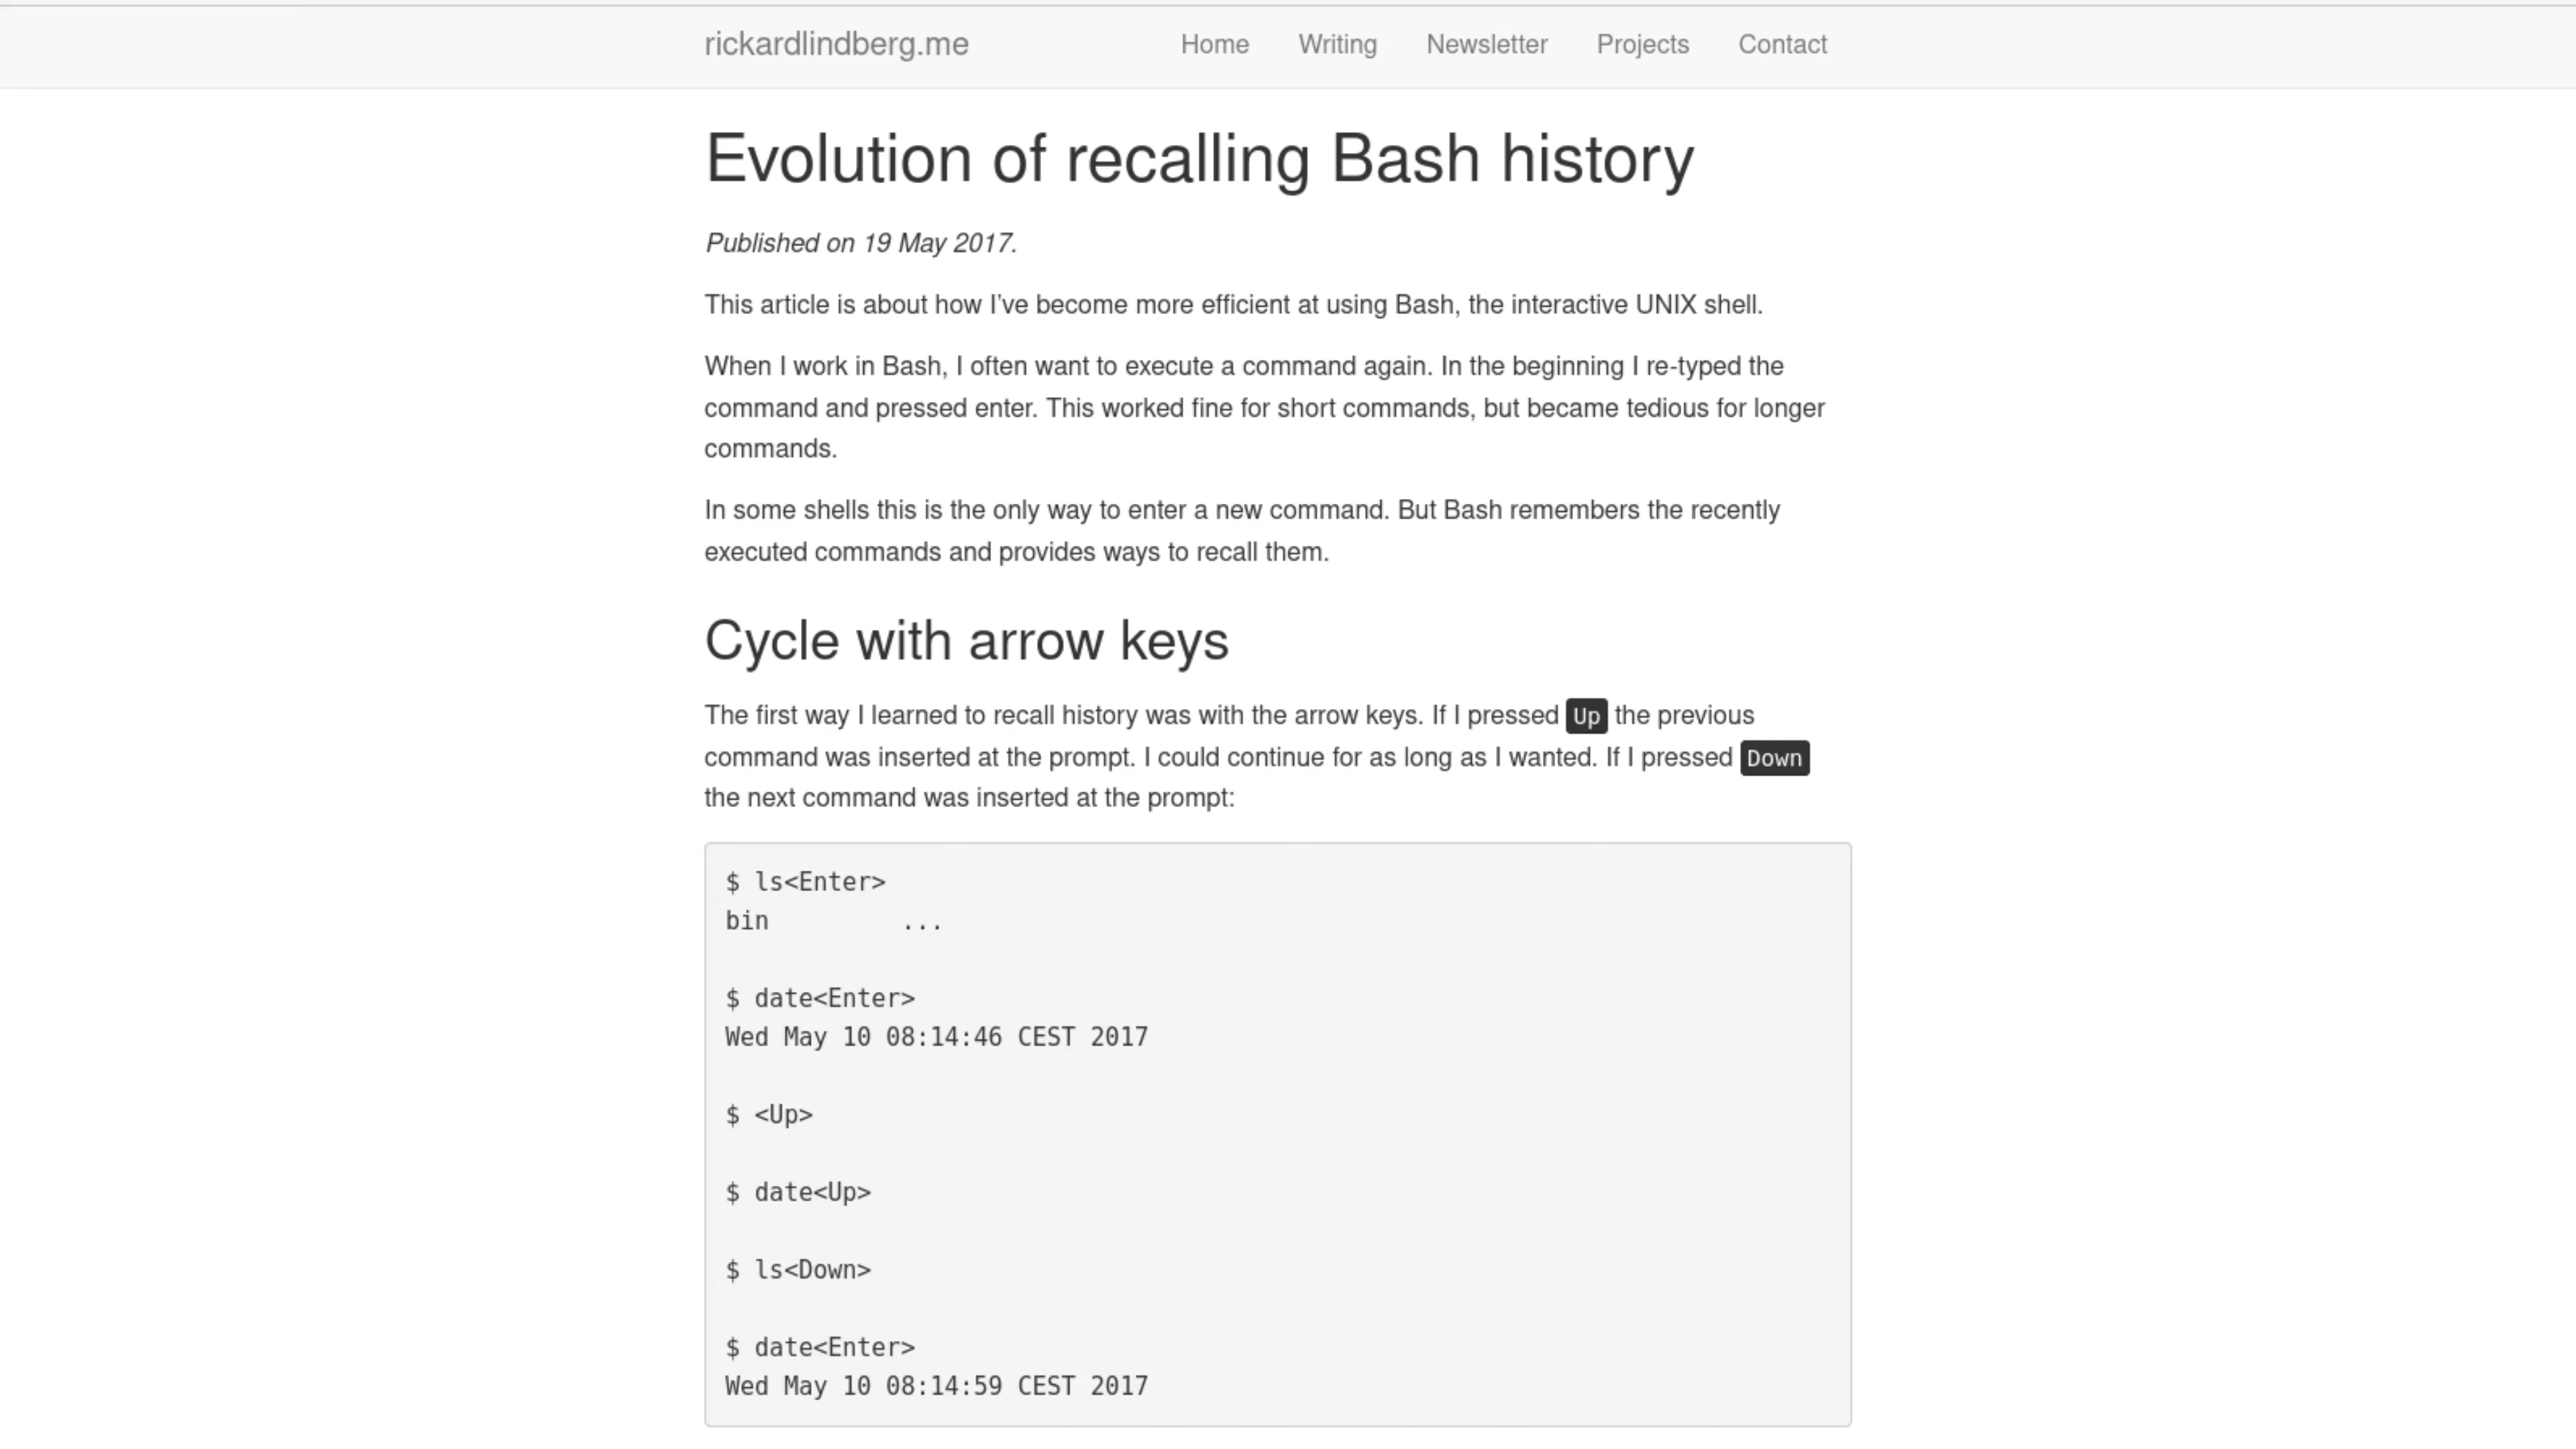 rickardlindberg.me Home Writing Newsletter Projects Contact
Evolution of recalling Bash history
Published on 19 May 2017.
This article is about how I’ve become more efficient at using Bash, the interactive UNIX shell.
When I work in Bash, I often want to execute a command again. In the beginning I re-typed the
command and pressed enter. This worked fine for short commands, but became tedious for longer
commands.
In some shells this is the only way to enter a new command. But Bash remembers the recently
executed commands and provides ways to recall them.
Cycle with arrow keys
The first way I learned to recall history was with the arrow keys. If I pressed Up the previous
command was inserted at the prompt. I could continue for as long as I wanted. If I pressed Down
the next command was inserted at the prompt:
$ ls<Enter>
bin         ...
$ date<Enter>
Wed May 10 08:14:46 CEST 2017
$ <Up>
$ date<Up>
$ ls<Down>
$ date<Enter>
Wed May 10 08:14:59 CEST 2017